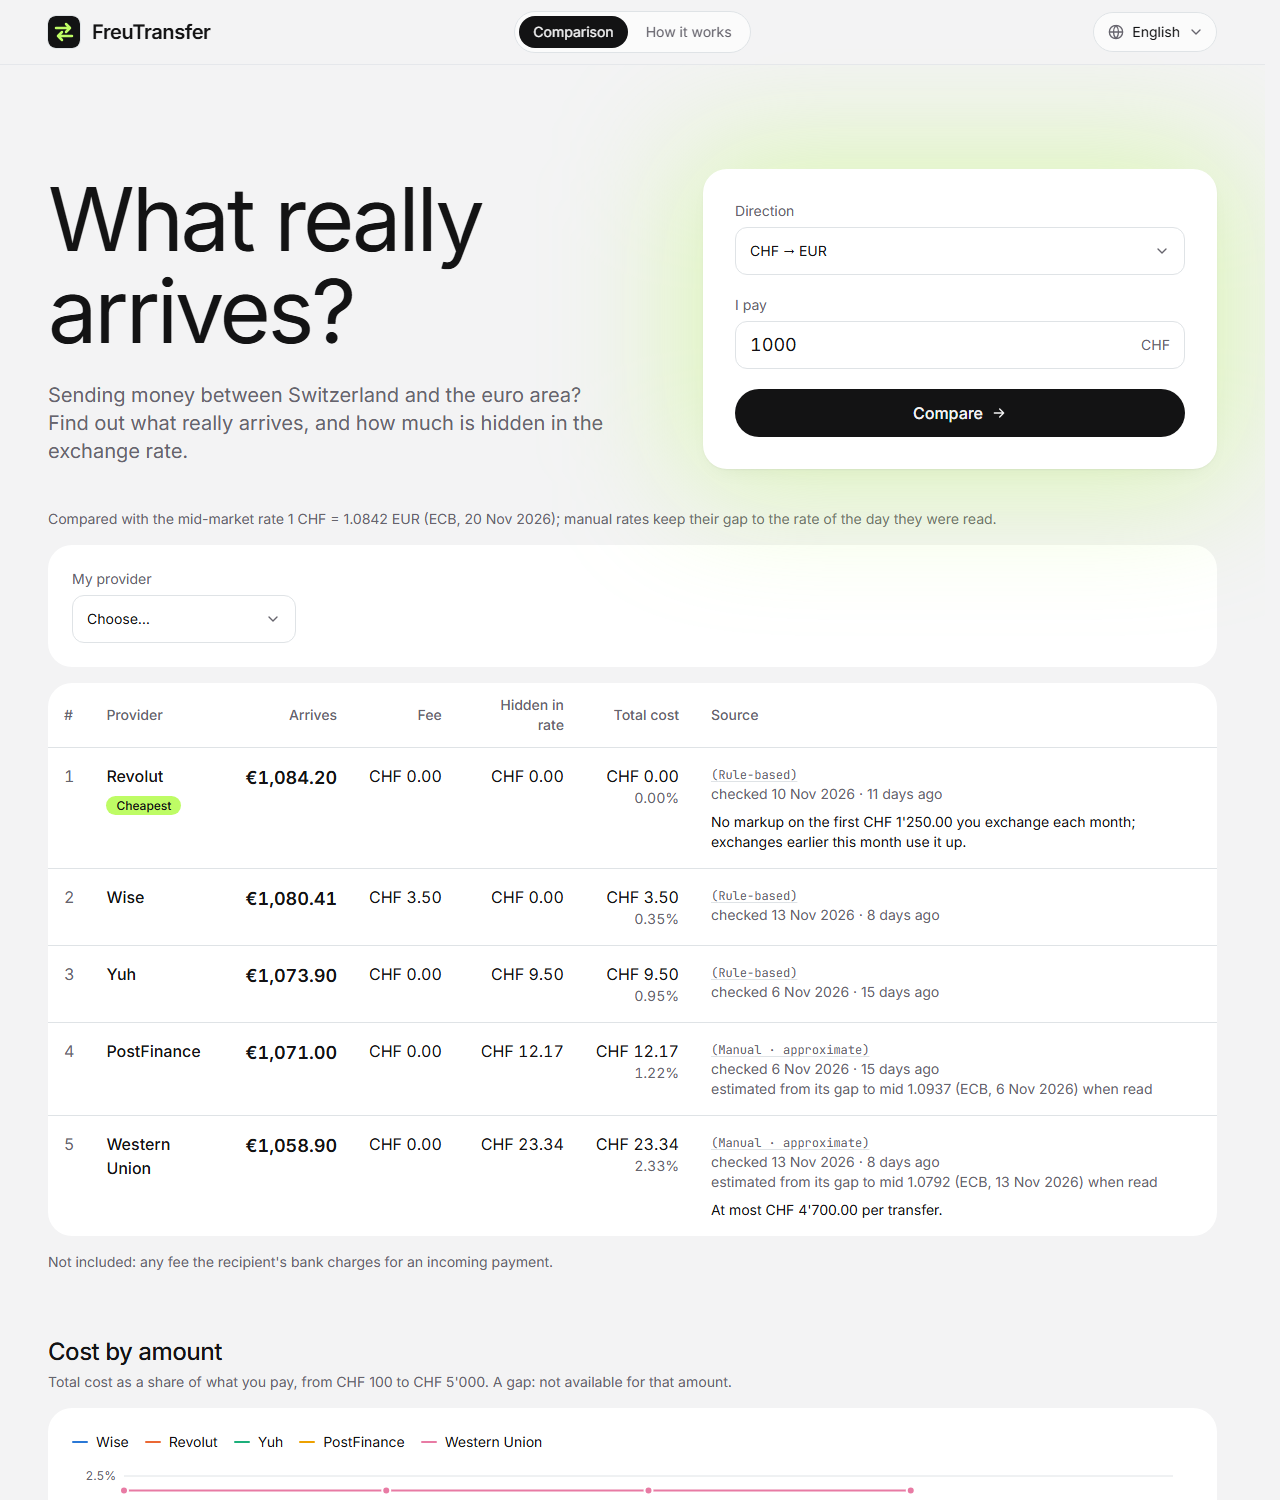 FreuTransfer
Comparison
How it works
English
What really
arrives?
Sending money between Switzerland and the euro area?
Find out what really arrives, and how much is hidden in the
exchange rate.
Direction
CHF → EUR
I pay
1000
CHF
Compare →
Compared with the mid-market rate 1 CHF = 1.0842 EUR (ECB, 20 Nov 2026); manual rates keep their gap to the rate of the day they were read.
My provider
Choose...
# Provider Arrives Fee Hidden in rate Total cost Source
1 Revolut €1,084.20 CHF 0.00 CHF 0.00 CHF 0.00 (Rule-based)
Cheapest 0.00% checked 10 Nov 2026 · 11 days ago
No markup on the first CHF 1'250.00 you exchange each month;
exchanges earlier this month use it up.
2 Wise €1,080.41 CHF 3.50 CHF 0.00 CHF 3.50 (Rule-based)
0.35% checked 13 Nov 2026 · 8 days ago
3 Yuh €1,073.90 CHF 0.00 CHF 9.50 CHF 9.50 (Rule-based)
0.95% checked 6 Nov 2026 · 15 days ago
4 PostFinance €1,071.00 CHF 0.00 CHF 12.17 CHF 12.17 (Manual · approximate)
1.22% checked 6 Nov 2026 · 15 days ago
estimated from its gap to mid 1.0937 (ECB, 6 Nov 2026) when read
5 Western Union €1,058.90 CHF 0.00 CHF 23.34 CHF 23.34 (Manual · approximate)
2.33% checked 13 Nov 2026 · 8 days ago
estimated from its gap to mid 1.0792 (ECB, 13 Nov 2026) when read
At most CHF 4'700.00 per transfer.
Not included: any fee the recipient's bank charges for an incoming payment.
Cost by amount
Total cost as a share of what you pay, from CHF 100 to CHF 5'000. A gap: not available for that amount.
Wise Revolut Yuh PostFinance Western Union
2.5%